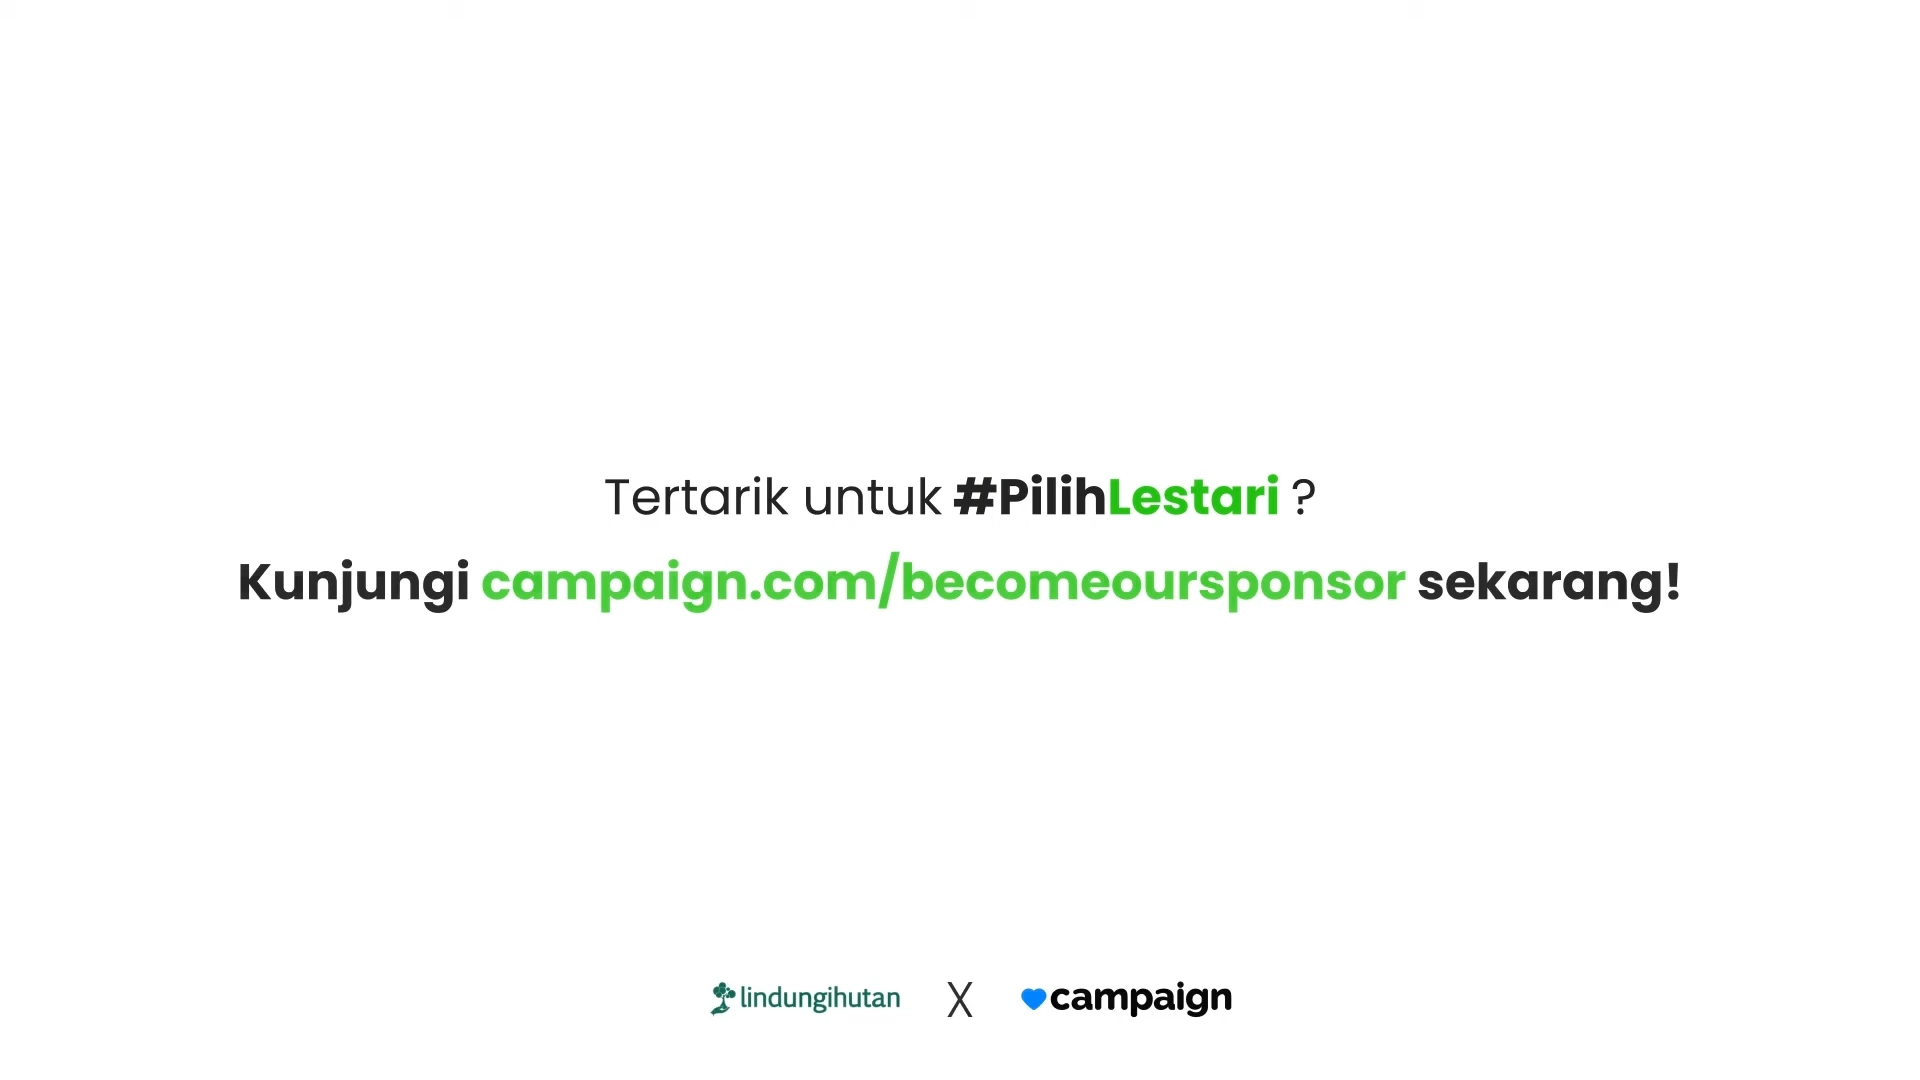 Tertarik untuk #PilihLestari ?
Kunjungi campaign.com/becomeoursponsor sekarang!
lindungihutan X campaign